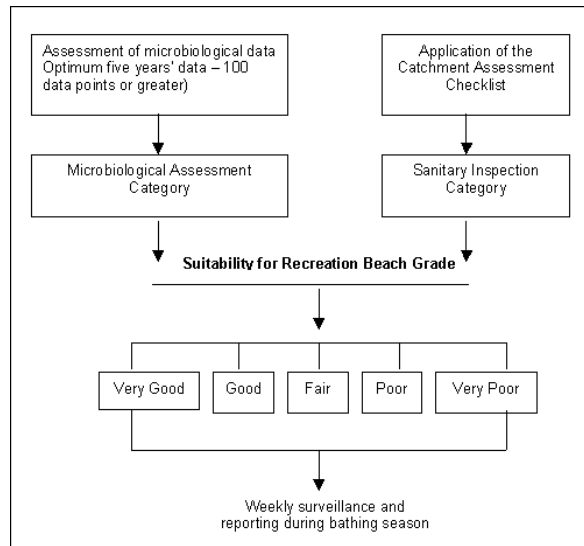 Assessment of microbiological data
Optimum five years' data – 100
data points or greater)
Application of the
Catchment Assessment
Checklist
Microbiological Assessment
Category
Sanitary Inspection
Category
Suitability for Recreation Beach Grade
Very Good
Good
Fair
Poor
Very Poor
Weekly surveillance and
reporting during bathing season